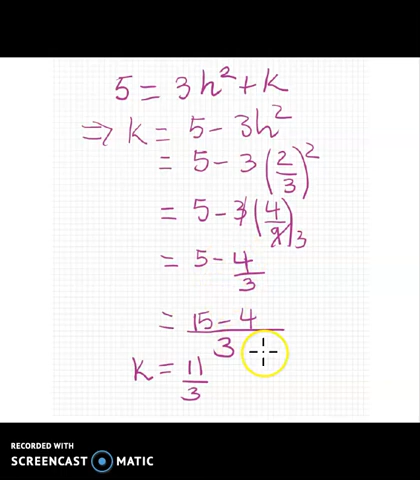 5 = 3h² + k
⇒ k = 5 - 3h²
= 5 - 3(2/3)²
= 5 - 3(4/9)3
= 5 - 4/3
= 15 - 4/3
k = 11/3
RECORDED WITH
SCREENCAST MATIC